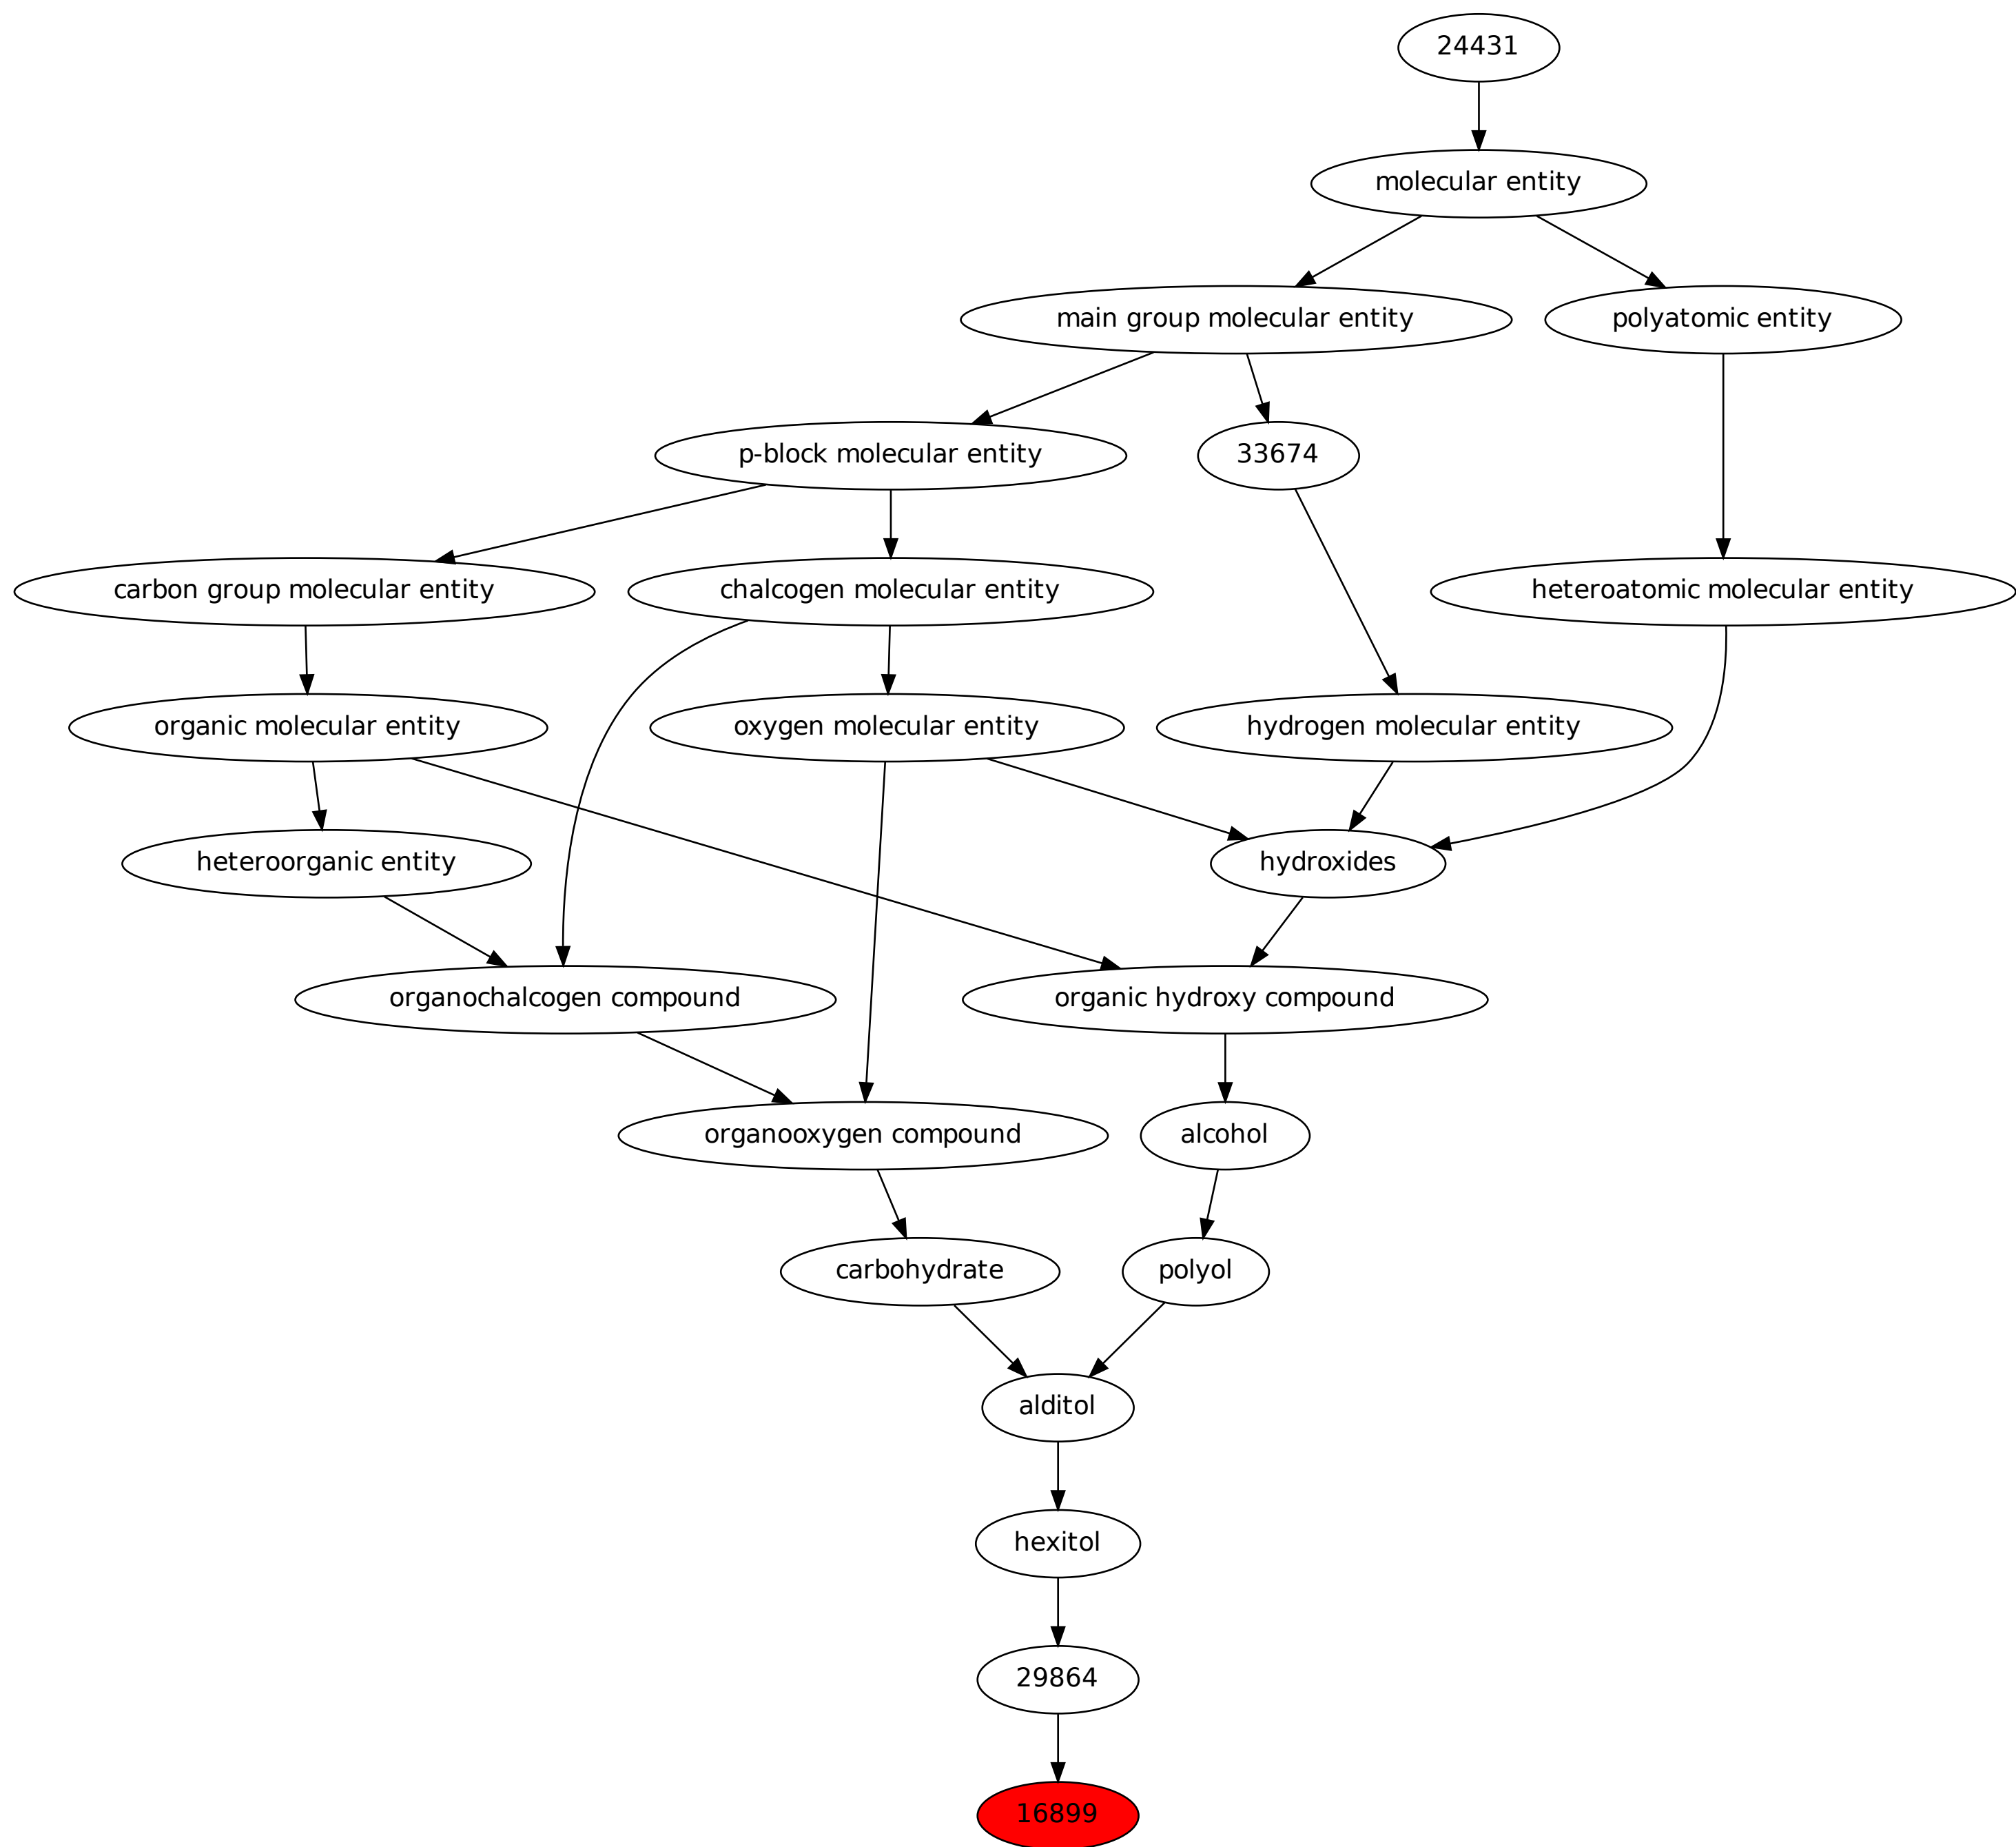 24431
molecular entity
main group molecular entity
polyatomic entity
p-block molecular entity
33674
carbon group molecular entity
chalcogen molecular entity
heteroatomic molecular entity
organic molecular entity
oxygen molecular entity
hydrogen molecular entity
heteroorganic entity
hydroxides
organochalcogen compound
organic hydroxy compound
organooxygen compound
alcohol
carbohydrate
polyol
alditol
hexitol
29864
16899